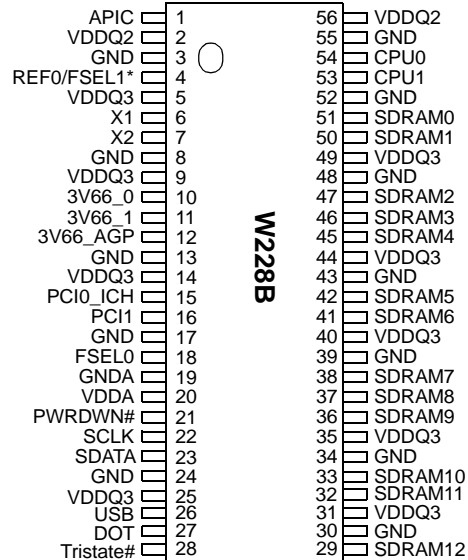 APIC 1 56 VDDQ2
VDDQ2 2 55 GND
GND 3 54 CPU0
REF0/FSEL1* 4 53 CPU1
VDDQ3 5 52 GND
X1 6 51 SDRAM0
X2 7 50 SDRAM1
GND 8 49 VDDQ3
VDDQ3 9 48 GND
3V66_0 10 47 SDRAM2
3V66_1 11 46 SDRAM3
3V66_AGP 12 45 SDRAM4
GND 13 44 VDDQ3
VDDQ3 14 43 GND
PCI0_ICH 15 42 SDRAM5
PCI1 16 41 SDRAM6
GND 17 40 VDDQ3
FSEL0 18 39 GND
GNDA 19 38 SDRAM7
VDDA 20 37 SDRAM8
PWRDWN# 21 36 SDRAM9
SCLK 22 35 VDDQ3
SDATA 23 34 GND
GND 24 33 SDRAM10
VDDQ3 25 32 SDRAM11
USB 26 31 VDDQ3
DOT 27 30 GND
Tristate# 28 29 SDRAM12
W228B